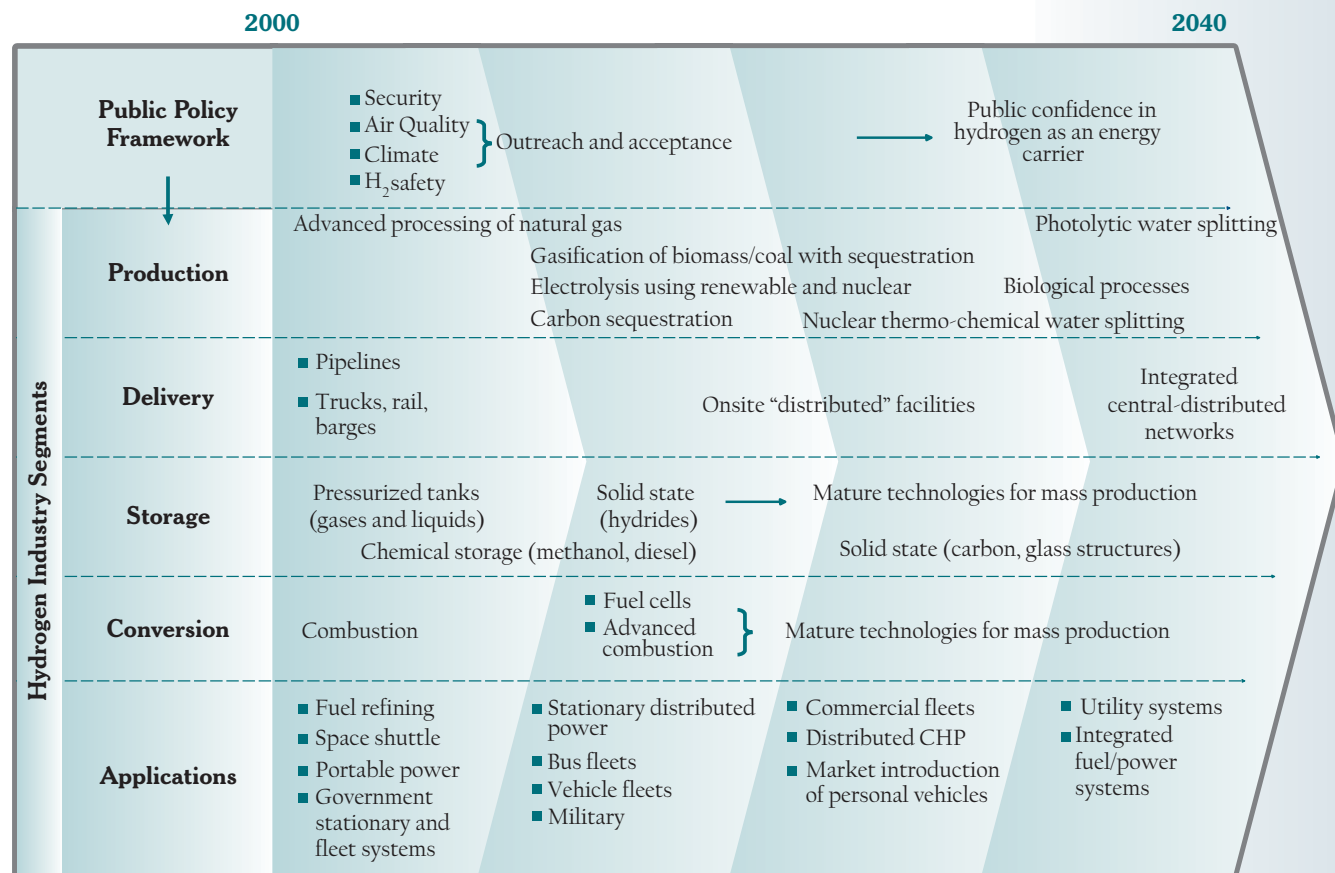 2000
2040
Public Policy
Framework
Security
Air Quality
Climate
H₂safety
Outreach and acceptance
Public confidence in
hydrogen as an energy
carrier
Hydrogen Industry Segments
Production
Advanced processing of natural gas
Photolytic water splitting
Gasification of biomass/coal with sequestration
Electrolysis using renewable and nuclear
Biological processes
Carbon sequestration
Nuclear thermo-chemical water splitting
Delivery
Pipelines
Trucks, rail,
barges
Onsite “distributed” facilities
Integrated
central-distributed
networks
Storage
Pressurized tanks
(gases and liquids)
Solid state
(hydrides)
Mature technologies for mass production
Chemical storage (methanol, diesel)
Solid state (carbon, glass structures)
Conversion
Combustion
Fuel cells
Advanced
combustion
Mature technologies for mass production
Applications
Fuel refining
Space shuttle
Portable power
Government
stationary and
fleet systems
Stationary distributed
power
Bus fleets
Vehicle fleets
Military
Commercial fleets
Distributed CHP
Market introduction
of personal vehicles
Utility systems
Integrated
fuel/power
systems